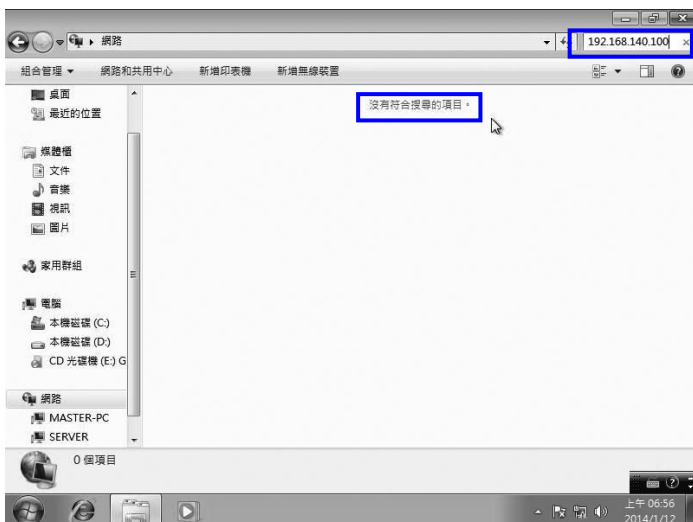 網路
192.168.140.100
組合管理
網路和共用中心
新增印表機
新增無線裝置
沒有符合搜尋的項目。
桌面
最近的位置
媒體櫃
文件
音樂
視訊
圖片
家用群組
電腦
本機磁碟 (C:)
本機磁碟 (D:)
CD 光碟機 (E:) G
網路
MASTER-PC
SERVER
0 個項目
上午 06:56
2014/1/12